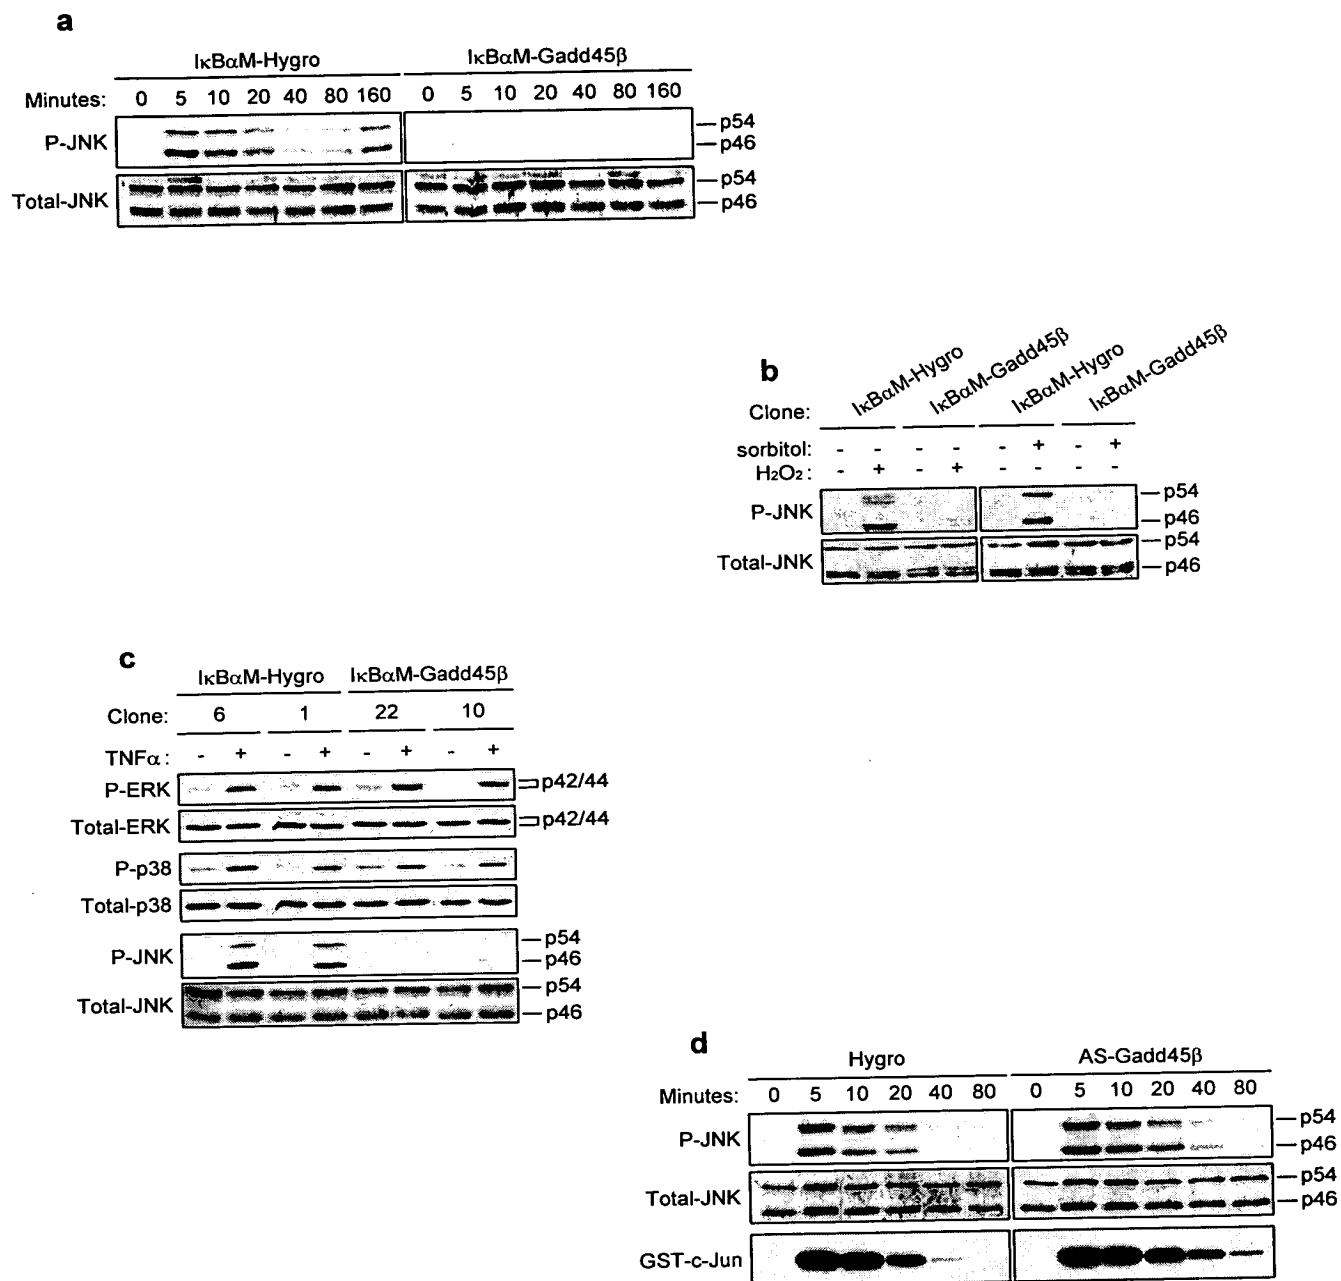 a
IκBαM-Hygro IκBαM-Gadd45β
Minutes: 0 5 10 20 40 80 160 0 5 10 20 40 80 160
P-JNK p54
p46
Total-JNK p54
p46
b
Clone: IκBαM-Hygro IκBαM-Gadd45β IκBαM-Hygro IκBαM-Gadd45β
sorbitol: - - - - - + - +
H₂O₂: - + - + - - - -
P-JNK p54
p46
Total-JNK p54
p46
c
IκBαM-Hygro IκBαM-Gadd45β
Clone: 6 1 22 10
TNFα: - + - + - + - +
P-ERK p42/44
Total-ERK p42/44
P-p38
Total-p38
P-JNK p54
p46
Total-JNK p54
p46
d
Hygro AS-Gadd45β
Minutes: 0 5 10 20 40 80 0 5 10 20 40 80
P-JNK p54
p46
Total-JNK p54
p46
GST-c-Jun